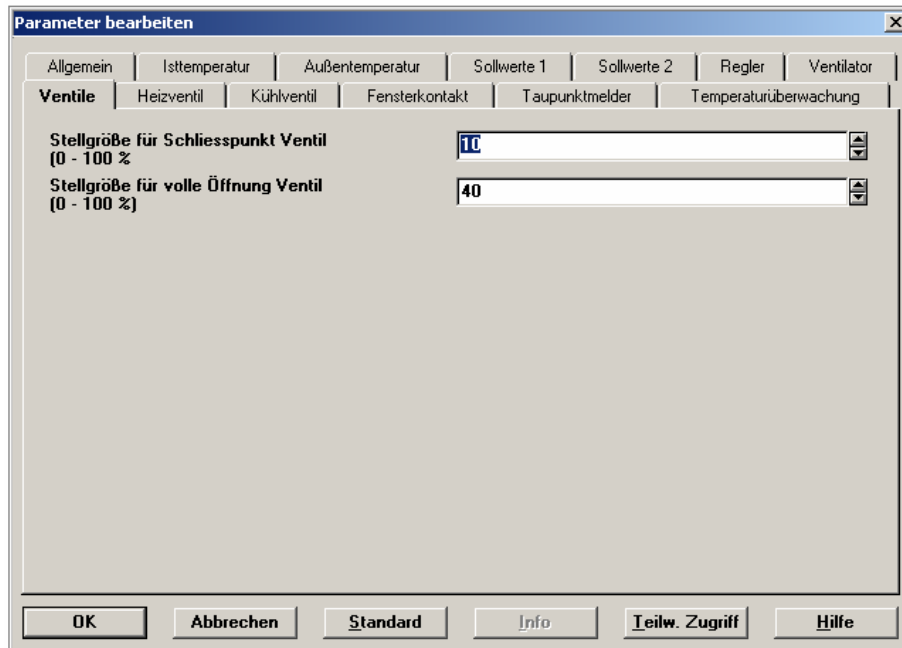 Parameter bearbeiten
Allgemein Isttemperatur Außentemperatur Sollwerte 1 Sollwerte 2 Regler Ventilator
Ventile Heizventil Kühlventil Fensterkontakt Taupunktmelder Temperaturüberwachung
Stellgröße für Schliesspunkt Ventil
(0 - 100 %
10
Stellgröße für volle Öffnung Ventil
(0 - 100 %)
40
OK Abbrechen Standard Info Teilw. Zugriff Hilfe